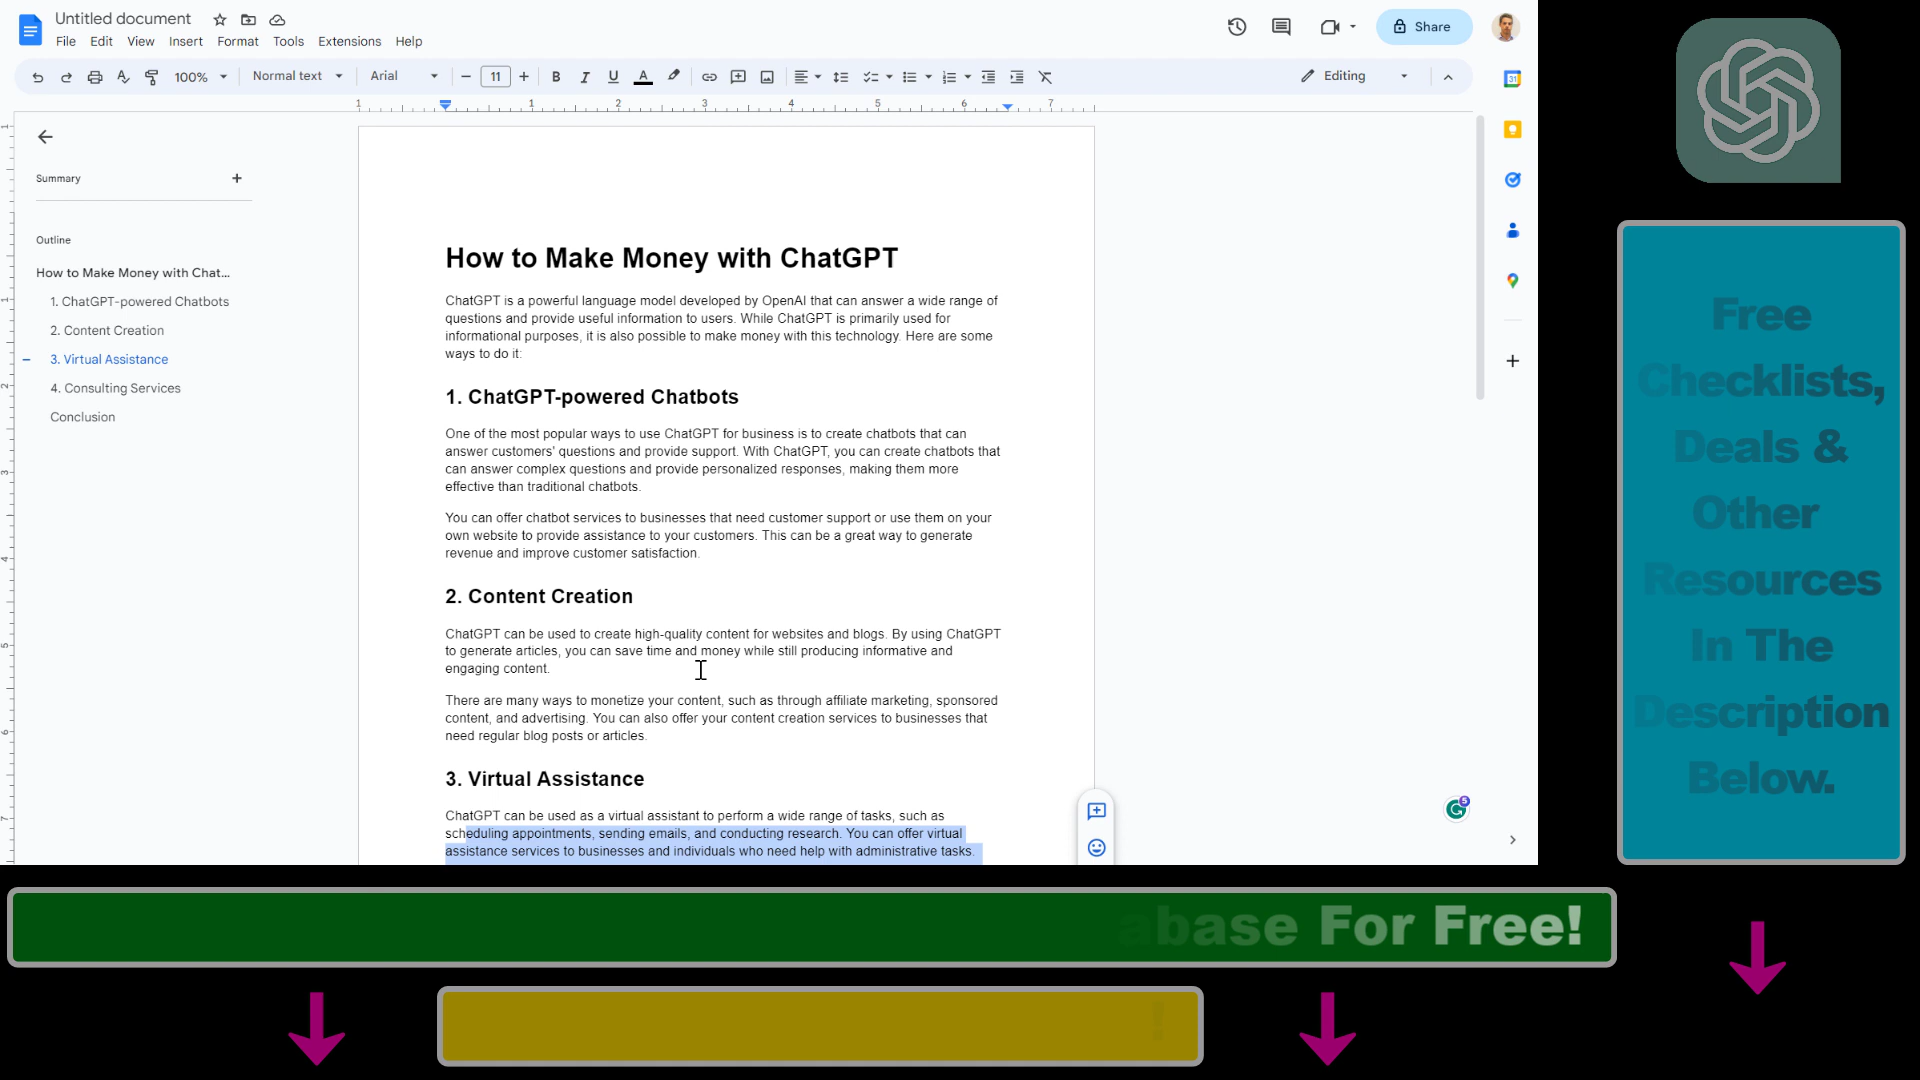 Untitled document
File Edit View Insert Format Tools Extensions Help
Share
100% Normal text Arial 11 Editing
1 1 2 3 4 5 6 7
Summary
Outline
How to Make Money with Chat...
1. ChatGPT-powered Chatbots
2. Content Creation
3. Virtual Assistance
4. Consulting Services
Conclusion
How to Make Money with ChatGPT
ChatGPT is a powerful language model developed by OpenAI that can answer a wide range of
questions and provide useful information to users. While ChatGPT is primarily used for
informational purposes, it is also possible to make money with this technology. Here are some
ways to do it:
1. ChatGPT-powered Chatbots
One of the most popular ways to use ChatGPT for business is to create chatbots that can
answer customers' questions and provide support. With ChatGPT, you can create chatbots that
can answer complex questions and provide personalized responses, making them more
effective than traditional chatbots.
You can offer chatbot services to businesses that need customer support or use them on your
own website to provide assistance to your customers. This can be a great way to generate
revenue and improve customer satisfaction.
2. Content Creation
ChatGPT can be used to create high-quality content for websites and blogs. By using ChatGPT
to generate articles, you can save time and money while still producing informative and
engaging content.
There are many ways to monetize your content, such as through affiliate marketing, sponsored
content, and advertising. You can also offer your content creation services to businesses that
need regular blog posts or articles.
3. Virtual Assistance
ChatGPT can be used as a virtual assistant to perform a wide range of tasks, such as
scheduling appointments, sending emails, and conducting research. You can offer virtual
assistance services to businesses and individuals who need help with administrative tasks.
Free
Checklists,
Deals &
Other
Resources
In The
Description
Below.
abase For Free!